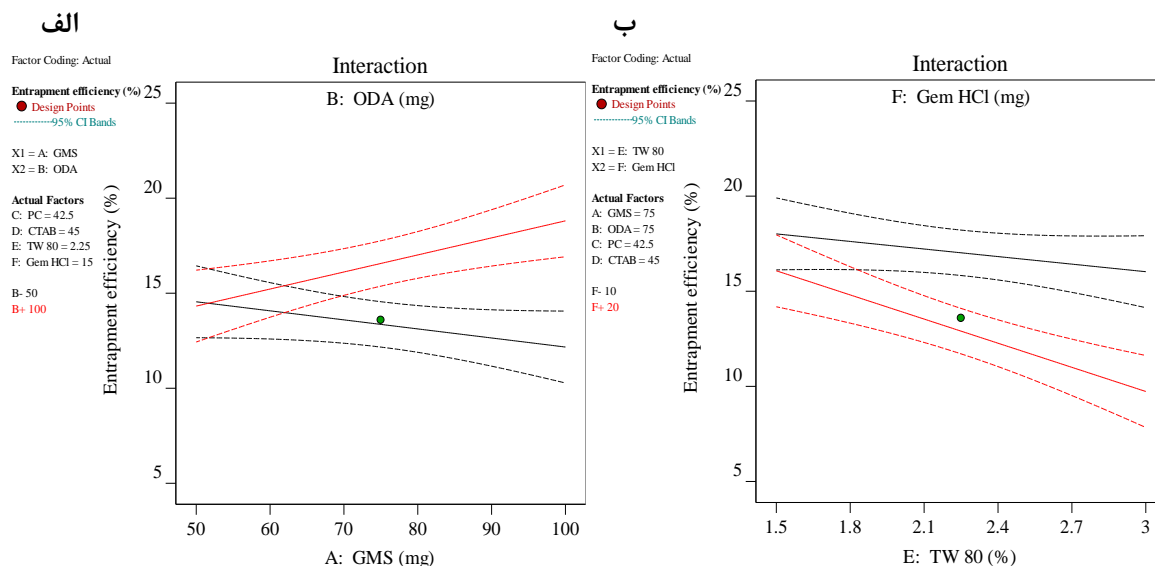 الف
Factor Coding: Actual
Entrapment efficiency (%)
Design Points
95% CI Bands
X1 = A: GMS
X2 = B: ODA
Actual Factors
C: PC = 42.5
D: CTAB = 45
E: TW 80 = 2.25
F: Gem HCl = 15
B- 50
B+ 100
Interaction
B: ODA (mg)
Entrapment efficiency (%)
25
20
15
10
5
50 60 70 80 90 100
A: GMS (mg)
ب
Factor Coding: Actual
Entrapment efficiency (%)
Design Points
95% CI Bands
X1 = E: TW 80
X2 = F: Gem HCl
Actual Factors
A: GMS = 75
B: ODA = 75
C: PC = 42.5
D: CTAB = 45
F- 10
F+ 20
Interaction
F: Gem HCl (mg)
Entrapment efficiency (%)
25
20
15
10
5
1.5 1.8 2.1 2.4 2.7 3
E: TW 80 (%)